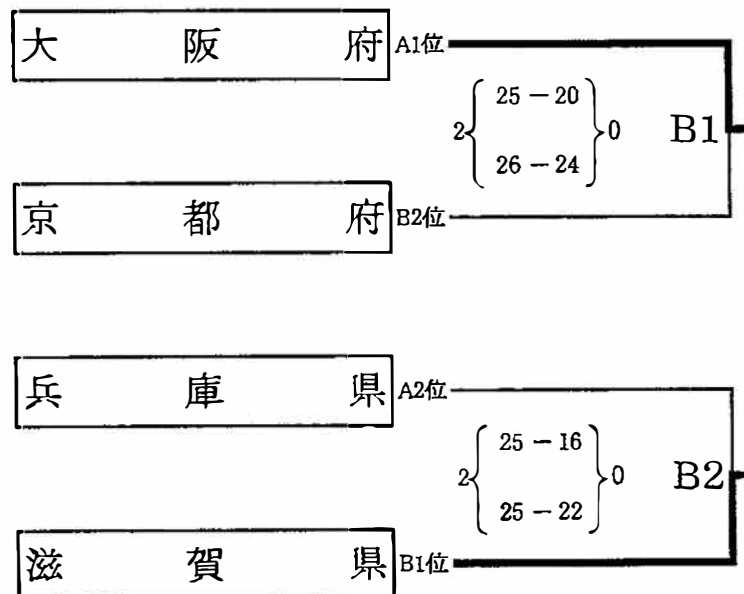 大阪府 A1位
25 - 20
2 0 B1
26 - 24
京都府 B2位
兵庫県 A2位
25 - 16
2 0 B2
25 - 22
滋賀県 B1位